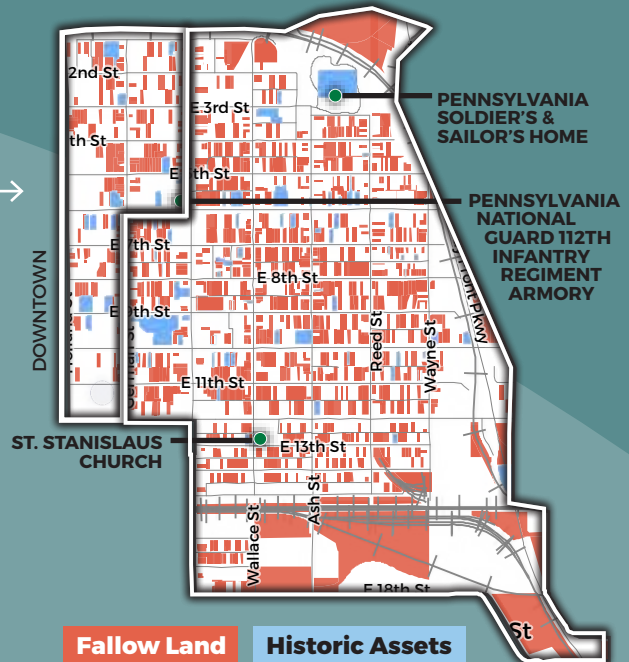 2nd St
E 3rd St
PENNSYLVANIA
SOLDIER'S &
SAILOR'S HOME
th St
th St
PENNSYLVANIA
NATIONAL
GUARD 112TH
INFANTRY
REGIMENT
ARMORY
E 7th St
E 8th St
DOWNTOWN
Reed St
Wayne St
Pkwy
E 11th St
ST. STANISLAUS
CHURCH
E 13th St
Ash St
Wallace St
E 18th St
St
Fallow Land
Historic Assets